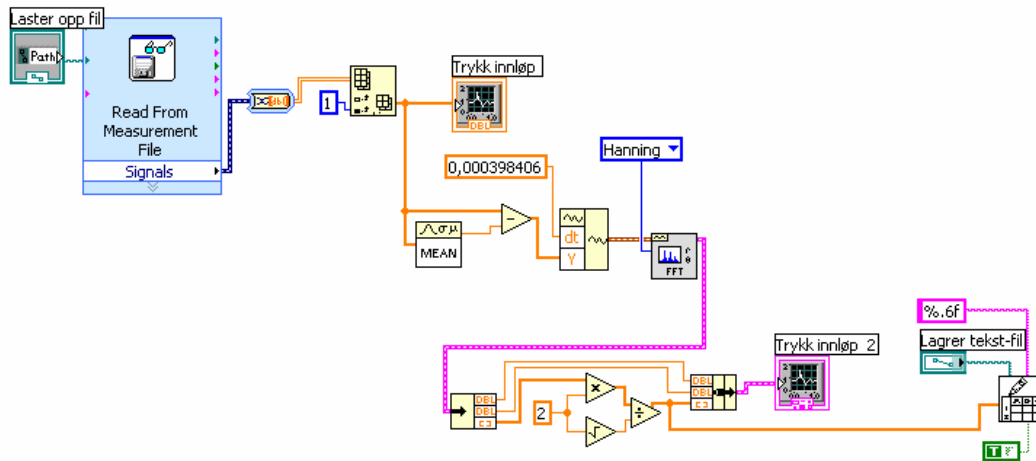 Laster opp fil
Path
Read From
Measurement
File
Signals
1
Trykk innløp
DBL
Hanning
0,000398406
dt
Y
σ μ
MEAN
FFT
%.6f
Lagrer tekst-fil
Trykk innløp 2
DBL
DBL
DBL
DBL
2
T